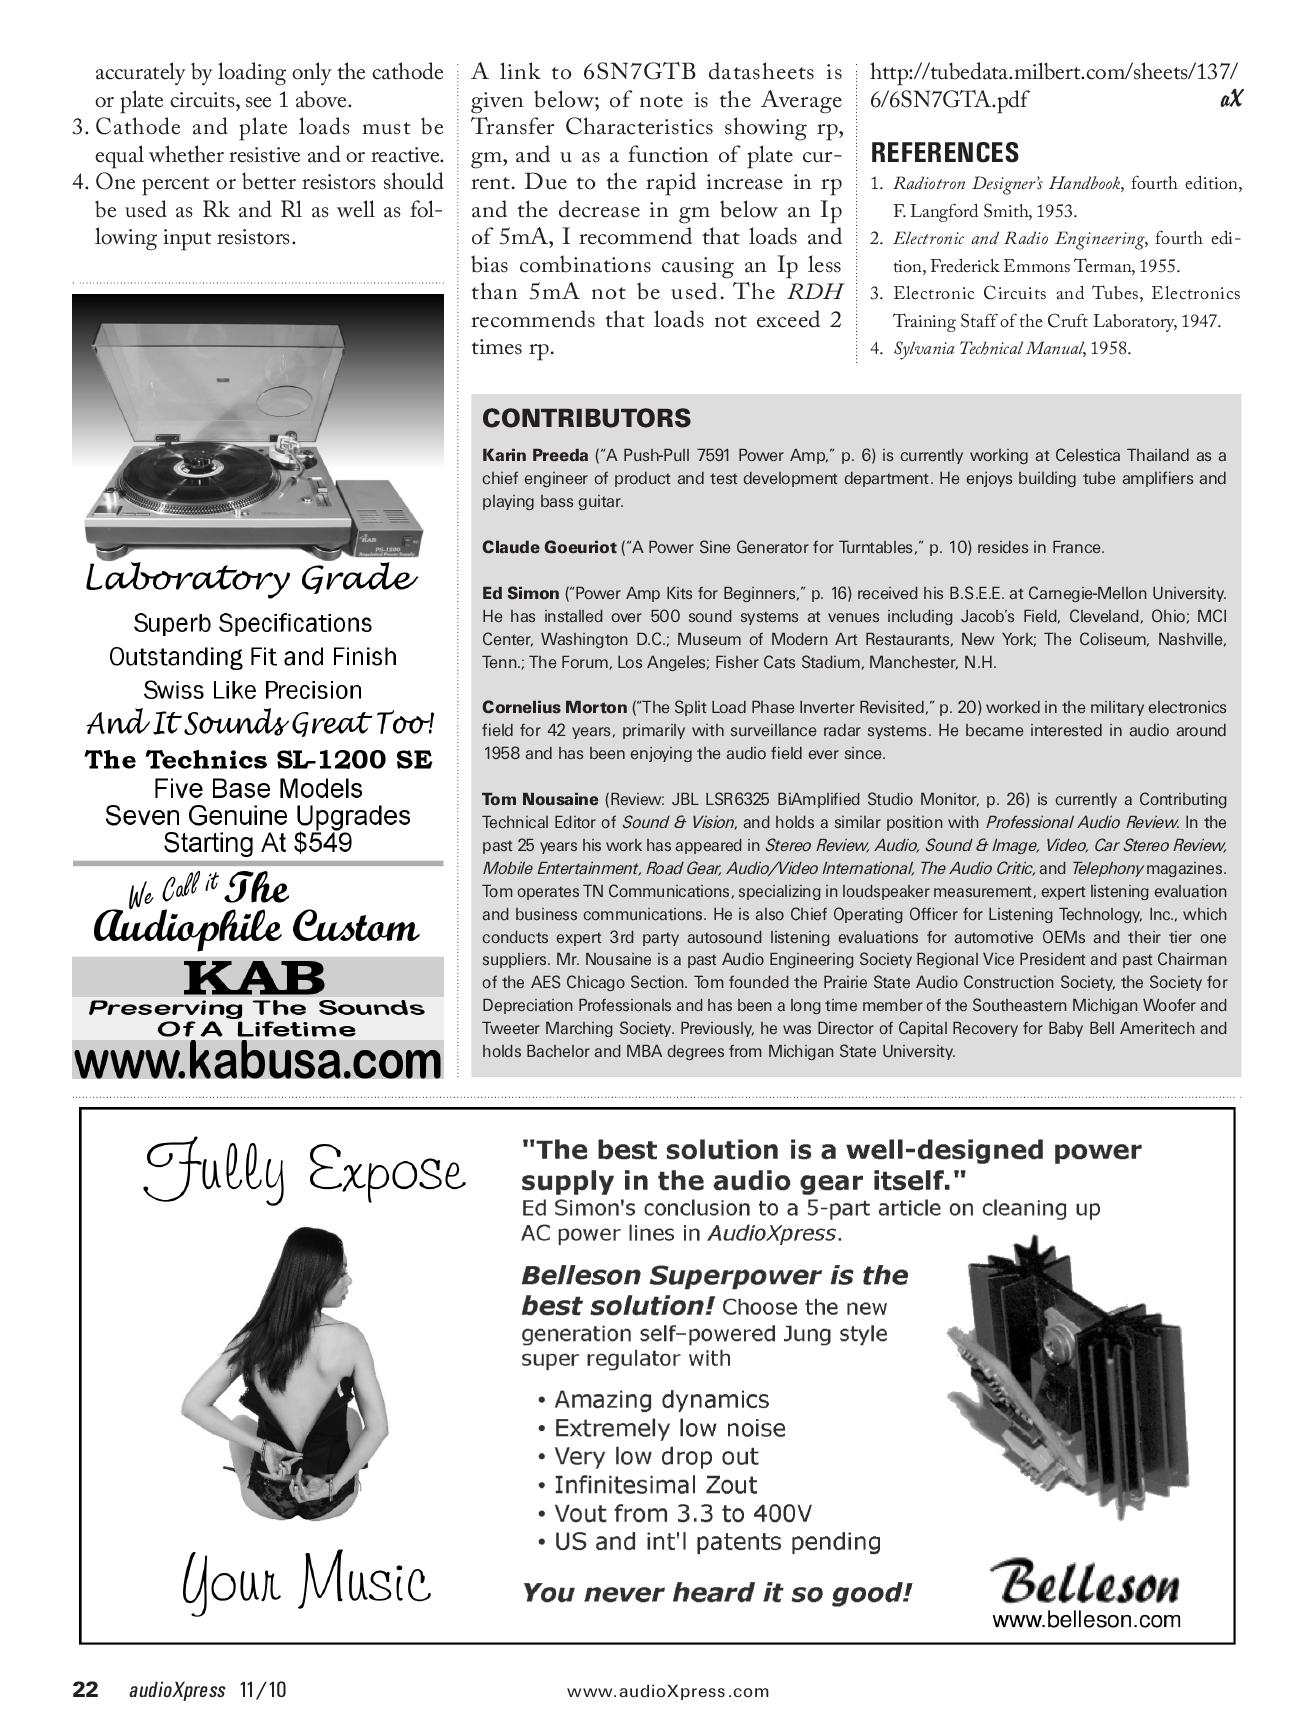 accurately by loading only the cathode
or plate circuits, see 1 above.
3. Cathode and plate loads must be
equal whether resistive and or reactive.
4. One percent or better resistors should
be used as Rk and Rl as well as fol-
lowing input resistors.
A link to 6SN7GTB datasheets is
given below; of note is the Average
Transfer Characteristics showing rp,
gm, and u as a function of plate cur-
rent. Due to the rapid increase in rp
and the decrease in gm below an Ip
of 5mA, I recommend that loads and
bias combinations causing an Ip less
than 5mA not be used. The RDH
recommends that loads not exceed 2
times rp.
http://tubedata.milbert.com/sheets/137/
6/6SN7GTA.pdf aX
REFERENCES
1. Radiotron Designer's Handbook, fourth edition,
F. Langford Smith, 1953.
2. Electronic and Radio Engineering, fourth edi-
tion, Frederick Emmons Terman, 1955.
3. Electronic Circuits and Tubes, Electronics
Training Staff of the Cruft Laboratory, 1947.
4. Sylvania Technical Manual, 1958.
KAB
PS-1200
Regulated Power Supply
Laboratory Grade
Superb Specifications
Outstanding Fit and Finish
Swiss Like Precision
And It Sounds Great Too!
The Technics SL-1200 SE
Five Base Models
Seven Genuine Upgrades
Starting At $549
We Call it The
Audiophile Custom
KAB
Preserving The Sounds
Of A Lifetime
www.kabusa.com
CONTRIBUTORS
Karin Preeda (“A Push-Pull 7591 Power Amp,” p. 6) is currently working at Celestica Thailand as a
chief engineer of product and test development department. He enjoys building tube amplifiers and
playing bass guitar.
Claude Goeuriot (“A Power Sine Generator for Turntables,” p. 10) resides in France.
Ed Simon (“Power Amp Kits for Beginners,” p. 16) received his B.S.E.E. at Carnegie-Mellon University.
He has installed over 500 sound systems at venues including Jacob's Field, Cleveland, Ohio; MCI
Center, Washington D.C.; Museum of Modern Art Restaurants, New York; The Coliseum, Nashville,
Tenn.; The Forum, Los Angeles; Fisher Cats Stadium, Manchester, N.H.
Cornelius Morton (“The Split Load Phase Inverter Revisited,” p. 20) worked in the military electronics
field for 42 years, primarily with surveillance radar systems. He became interested in audio around
1958 and has been enjoying the audio field ever since.
Tom Nousaine (Review: JBL LSR6325 BiAmplified Studio Monitor, p. 26) is currently a Contributing
Technical Editor of Sound & Vision, and holds a similar position with Professional Audio Review. In the
past 25 years his work has appeared in Stereo Review, Audio, Sound & Image, Video, Car Stereo Review,
Mobile Entertainment, Road Gear, Audio/Video International, The Audio Critic, and Telephony magazines.
Tom operates TN Communications, specializing in loudspeaker measurement, expert listening evaluation
and business communications. He is also Chief Operating Officer for Listening Technology, Inc., which
conducts expert 3rd party autosound listening evaluations for automotive OEMs and their tier one
suppliers. Mr. Nousaine is a past Audio Engineering Society Regional Vice President and past Chairman
of the AES Chicago Section. Tom founded the Prairie State Audio Construction Society, the Society for
Depreciation Professionals and has been a long time member of the Southeastern Michigan Woofer and
Tweeter Marching Society. Previously, he was Director of Capital Recovery for Baby Bell Ameritech and
holds Bachelor and MBA degrees from Michigan State University.
Fully Expose
Your Music
"The best solution is a well-designed power
supply in the audio gear itself."
Ed Simon's conclusion to a 5-part article on cleaning up
AC power lines in AudioXpress.
Belleson Superpower is the
best solution! Choose the new
generation self-powered Jung style
super regulator with
• Amazing dynamics
• Extremely low noise
• Very low drop out
• Infinitesimal Zout
• Vout from 3.3 to 400V
• US and int'l patents pending
You never heard it so good!
Belleson
www.belleson.com
22 audioXpress 11/10
www.audioXpress.com